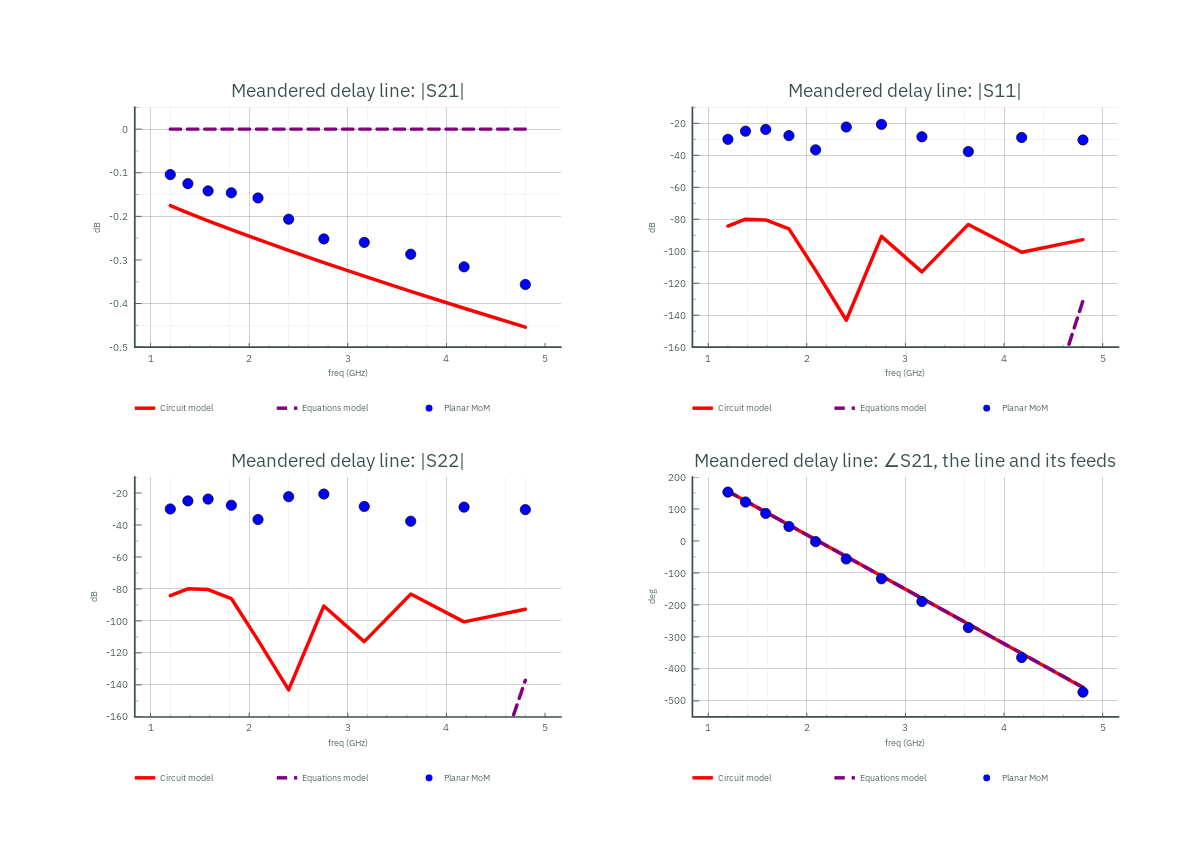 Meandered delay line: |S21|
0
-0.1
-0.2
-0.3
-0.4
-0.5
dB
1 2 3 4 5
freq (GHz)
Circuit model Equations model Planar MoM
Meandered delay line: |S11|
-20
-40
-60
-80
-100
-120
-140
-160
dB
1 2 3 4 5
freq (GHz)
Circuit model Equations model Planar MoM
Meandered delay line: |S22|
-20
-40
-60
-80
-100
-120
-140
-160
dB
1 2 3 4 5
freq (GHz)
Circuit model Equations model Planar MoM
Meandered delay line: ∠S21, the line and its feeds
200
100
0
-100
-200
-300
-400
-500
deg
1 2 3 4 5
freq (GHz)
Circuit model Equations model Planar MoM